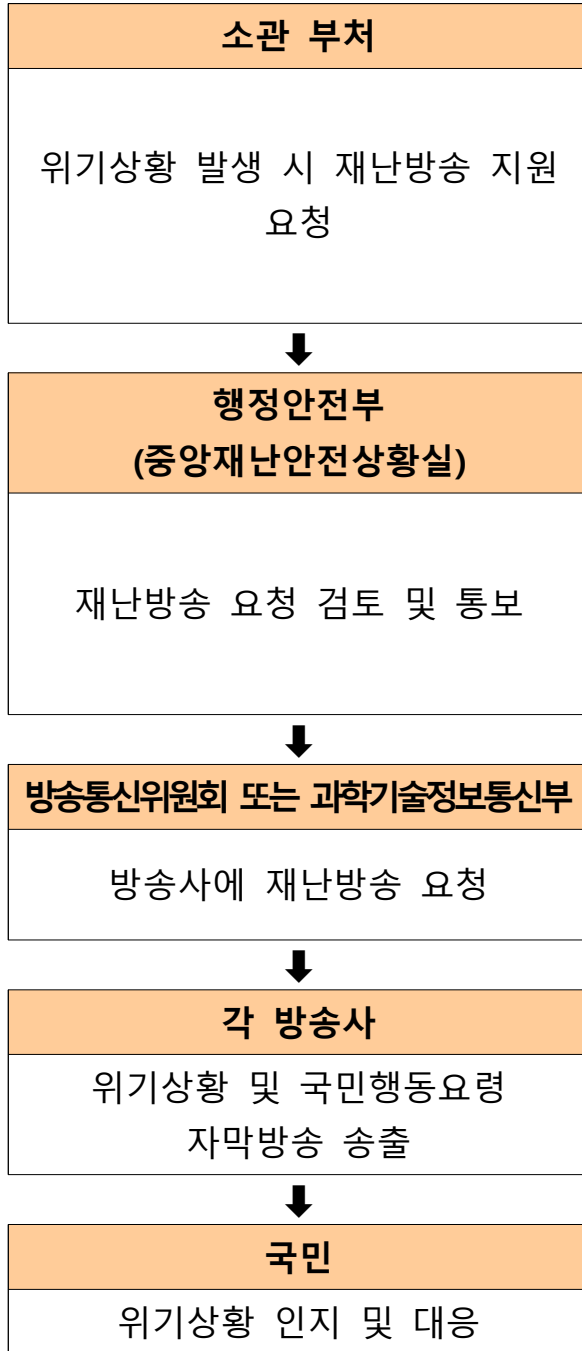 소관 부처
위기상황 발생 시 재난방송 지원
요청
행정안전부
(중앙재난안전상황실)
재난방송 요청 검토 및 통보
방송통신위원회 또는 과학기술정보통신부
방송사에 재난방송 요청
각 방송사
위기상황 및 국민행동요령
자막방송 송출
국민
위기상황 인지 및 대응